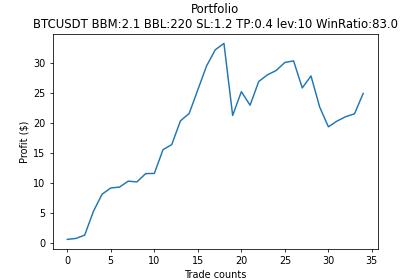 Portfolio
BTCUSDT BBM:2.1 BBL:220 SL:1.2 TP:0.4 lev:10 WinRatio:83.0
Profit ($)
30
25
20
15
10
5
0
0 5 10 15 20 25 30 35
Trade counts